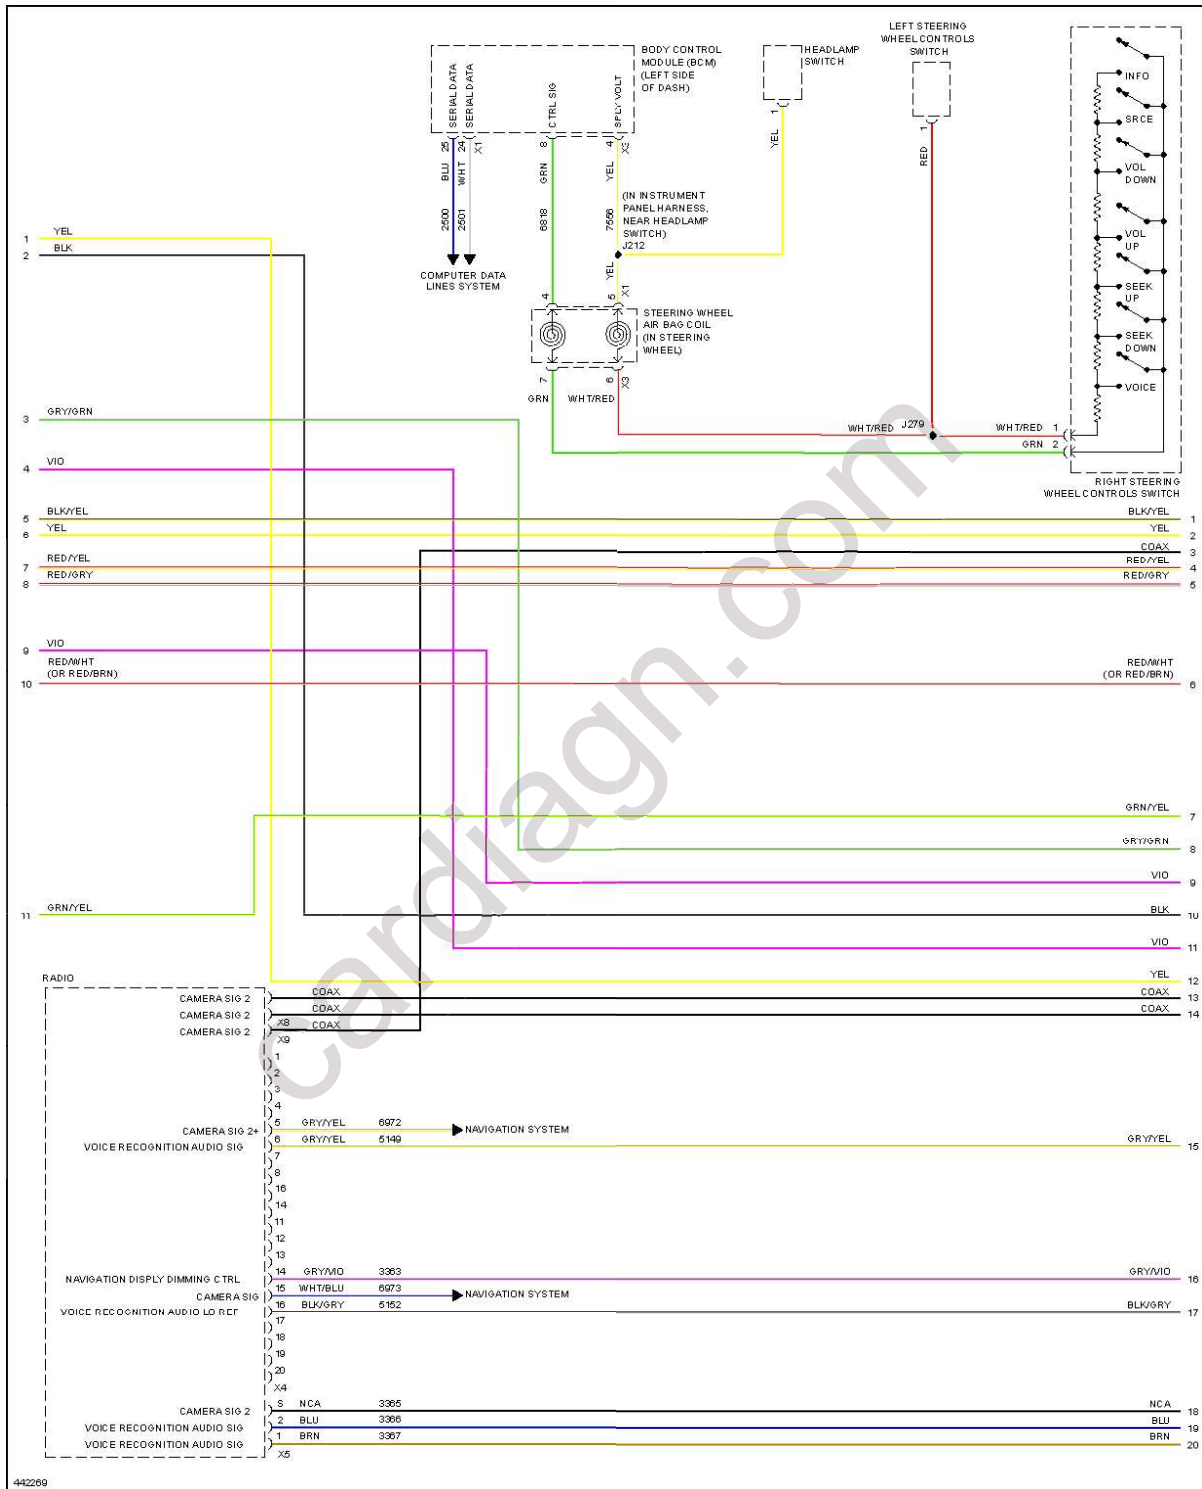 LEFT STEERING
WHEEL CONTROLS
SWITCH
BODY CONTROL
MODULE (BCM)
(LEFT SIDE
OF DASH)
HEADLAMP
SWITCH
SERIAL DATA
SERIAL DATA
CTRL SIG
SPLY VOLT
25
24
X1
8
4
X3
1
1
BLU
WHT
GRN
YEL
YEL
RED
2500
2501
6818
7556
(IN INSTRUMENT
PANEL HARNESS,
NEAR HEADLAMP
SWITCH)
J212
YEL
COMPUTER DATA
LINES SYSTEM
4
5
X1
STEERING WHEEL
AIR BAG COIL
(IN STEERING
WHEEL)
7
6
X3
GRN
WHT/RED
INFO
SRCE
VOL
DOWN
VOL
UP
SEEK
UP
SEEK
DOWN
VOICE
WHT/RED
J279
WHT/RED 1
GRN 2
RIGHT STEERING
WHEEL CONTROLS SWITCH
1 YEL
2 BLK
3 GRY/GRN
4 VIO
5 BLK/YEL
6 YEL
7 RED/YEL
8 RED/GRY
9 VIO
10 RED/WHT
(OR RED/BRN)
11 GRN/YEL
BLK/YEL 1
YEL 2
COAX 3
RED/YEL 4
RED/GRY 5
RED/WHT
(OR RED/BRN) 6
GRN/YEL 7
GRY/GRN 8
VIO 9
BLK 10
VIO 11
YEL 12
RADIO
CAMERA SIG 2 COAX COAX 13
CAMERA SIG 2 COAX COAX 14
X8
CAMERA SIG 2 COAX
X9
1
2
3
4
CAMERA SIG 2+ 5 GRY/YEL 6972 NAVIGATION SYSTEM
VOICE RECOGNITION AUDIO SIG 6 GRY/YEL 5149 GRY/YEL 15
7
8
16
14
11
12
13
NAVIGATION DISPLY DIMMING CTRL 14 GRY/VIO 3363 GRY/VIO 16
CAMERA SIG 15 WHT/BLU 6973 NAVIGATION SYSTEM
VOICE RECOGNITION AUDIO LO REF 16 BLK/GRY 5152 BLK/GRY 17
17
18
19
20
X4
CAMERA SIG 2 S NCA 3365 NCA 18
VOICE RECOGNITION AUDIO SIG 2 BLU 3366 BLU 19
VOICE RECOGNITION AUDIO SIG 1 BRN 3367 BRN 20
X5
442269
cardiagn.com